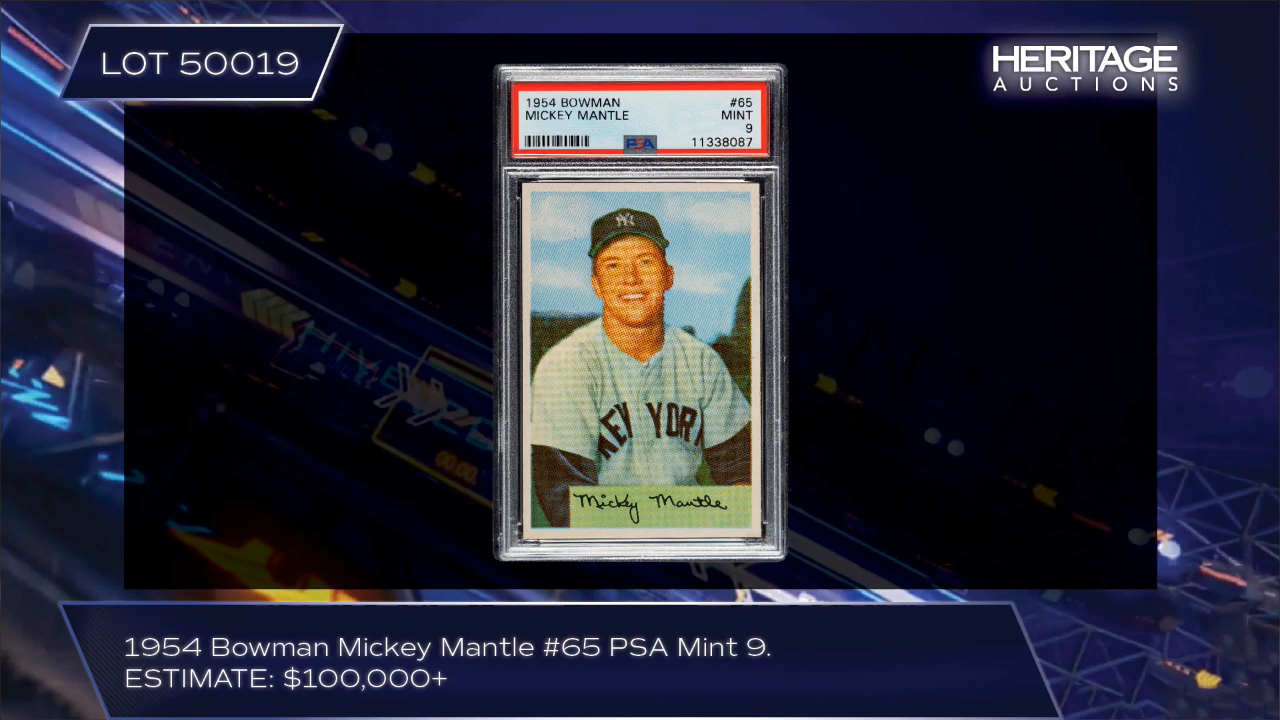 LOT 50019
HERITAGE
AUCTIONS
1954 BOWMAN #65
MICKEY MANTLE MINT
9
PSA 11338087
NEW YORK
Mickey Mantle
1954 Bowman Mickey Mantle #65 PSA Mint 9.
ESTIMATE: $100,000+